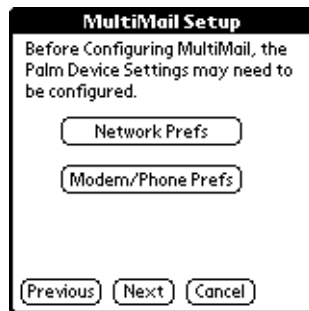 MultiMail Setup
Before Configuring MultiMail, the
Palm Device Settings may need to
be configured.
Network Prefs
Modem/Phone Prefs
Previous Next Cancel